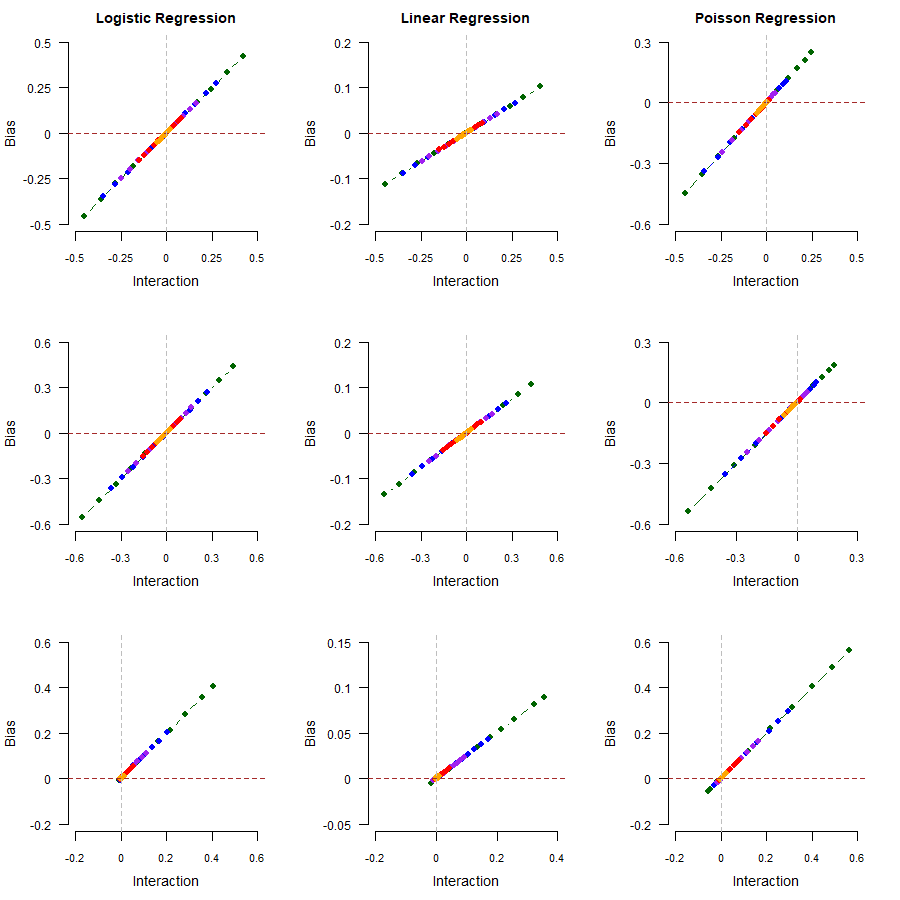 Logistic Regression
Linear Regression
Poisson Regression
0.5
0.25
0
-0.25
-0.5
Bias
-0.5 -0.25 0 0.25 0.5
Interaction
0.2
0.1
0
-0.1
-0.2
Bias
-0.5 -0.25 0 0.25 0.5
Interaction
0.3
0
-0.3
-0.6
Bias
-0.5 -0.25 0 0.25 0.5
Interaction
0.6
0.3
0
-0.3
-0.6
Bias
-0.6 -0.3 0 0.3 0.6
Interaction
0.2
0.1
0
-0.1
-0.2
Bias
-0.6 -0.3 0 0.3 0.6
Interaction
0.3
0
-0.3
-0.6
Bias
-0.6 -0.3 0 0.3
Interaction
0.6
0.4
0.2
0
-0.2
Bias
-0.2 0 0.2 0.4 0.6
Interaction
0.15
0.1
0.05
0
-0.05
Bias
-0.2 0 0.2 0.4
Interaction
0.6
0.4
0.2
0
-0.2
Bias
-0.2 0 0.2 0.4 0.6
Interaction